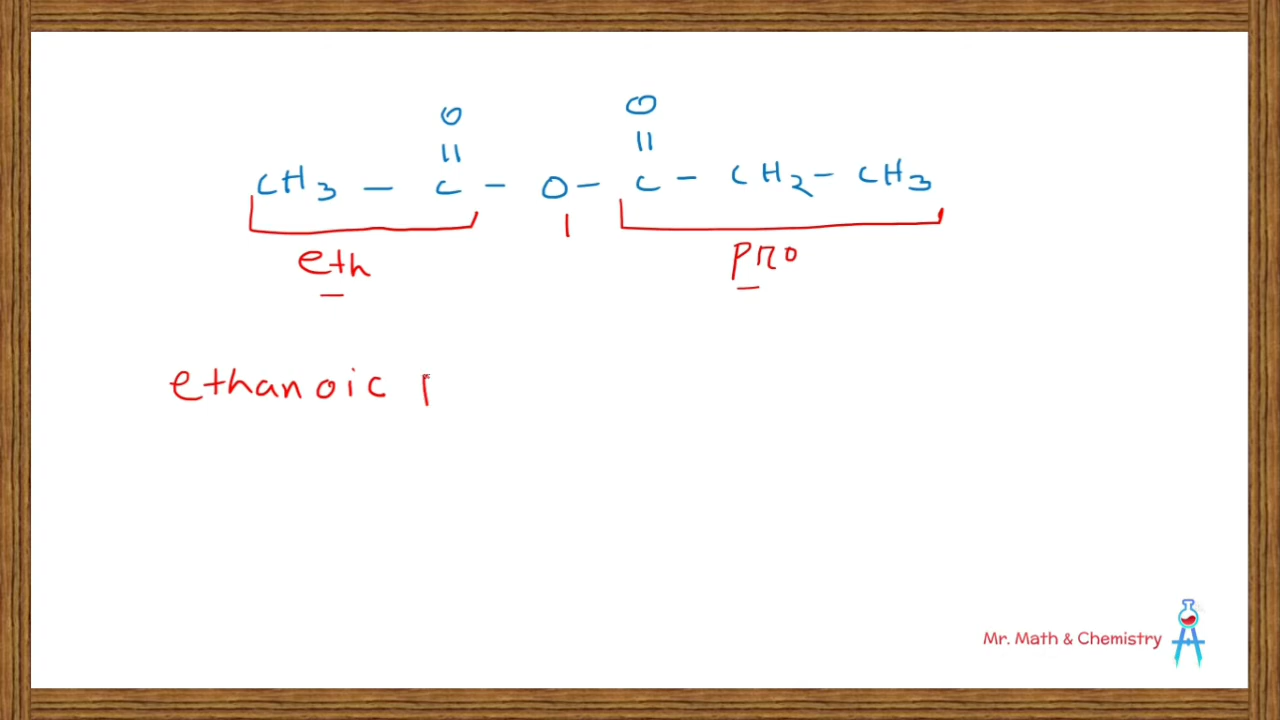 O O
|| ||
CH3 – C – O – C – CH2 – CH3
eth pro
ethanoic
Mr. Math & Chemistry